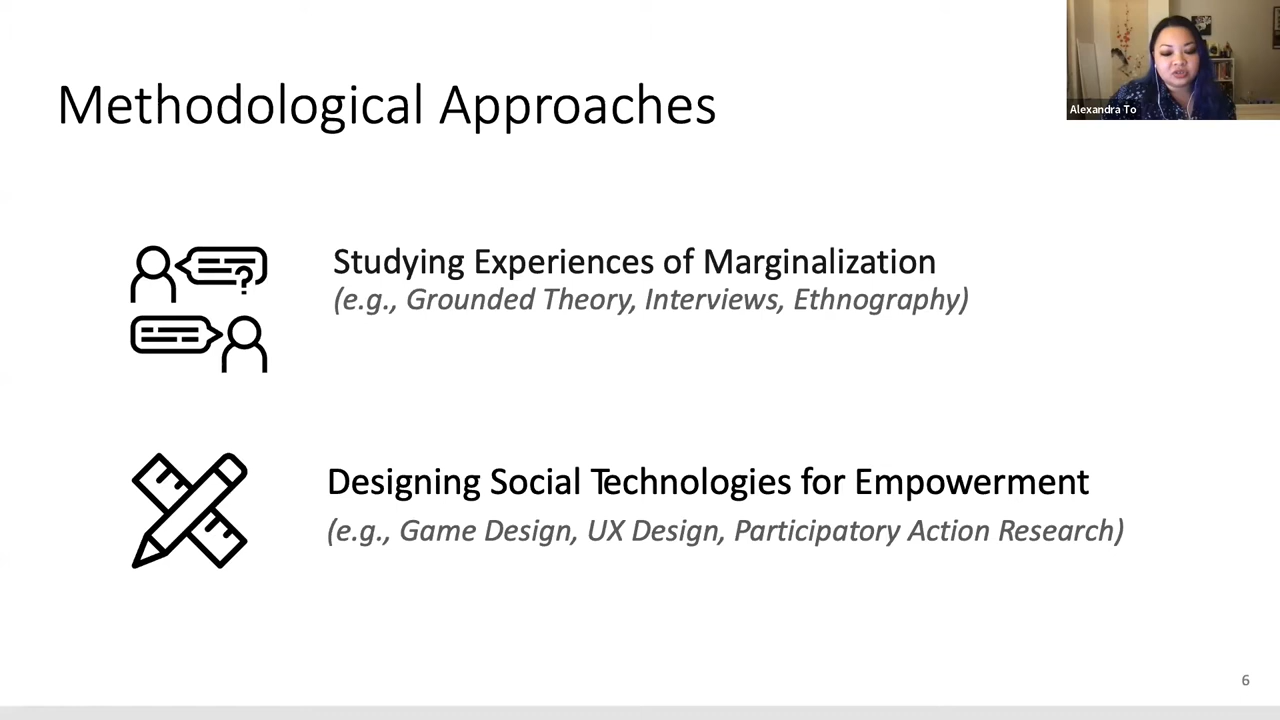 Methodological Approaches
Alexandra To
?
Studying Experiences of Marginalization
(e.g., Grounded Theory, Interviews, Ethnography)
Designing Social Technologies for Empowerment
(e.g., Game Design, UX Design, Participatory Action Research)
6